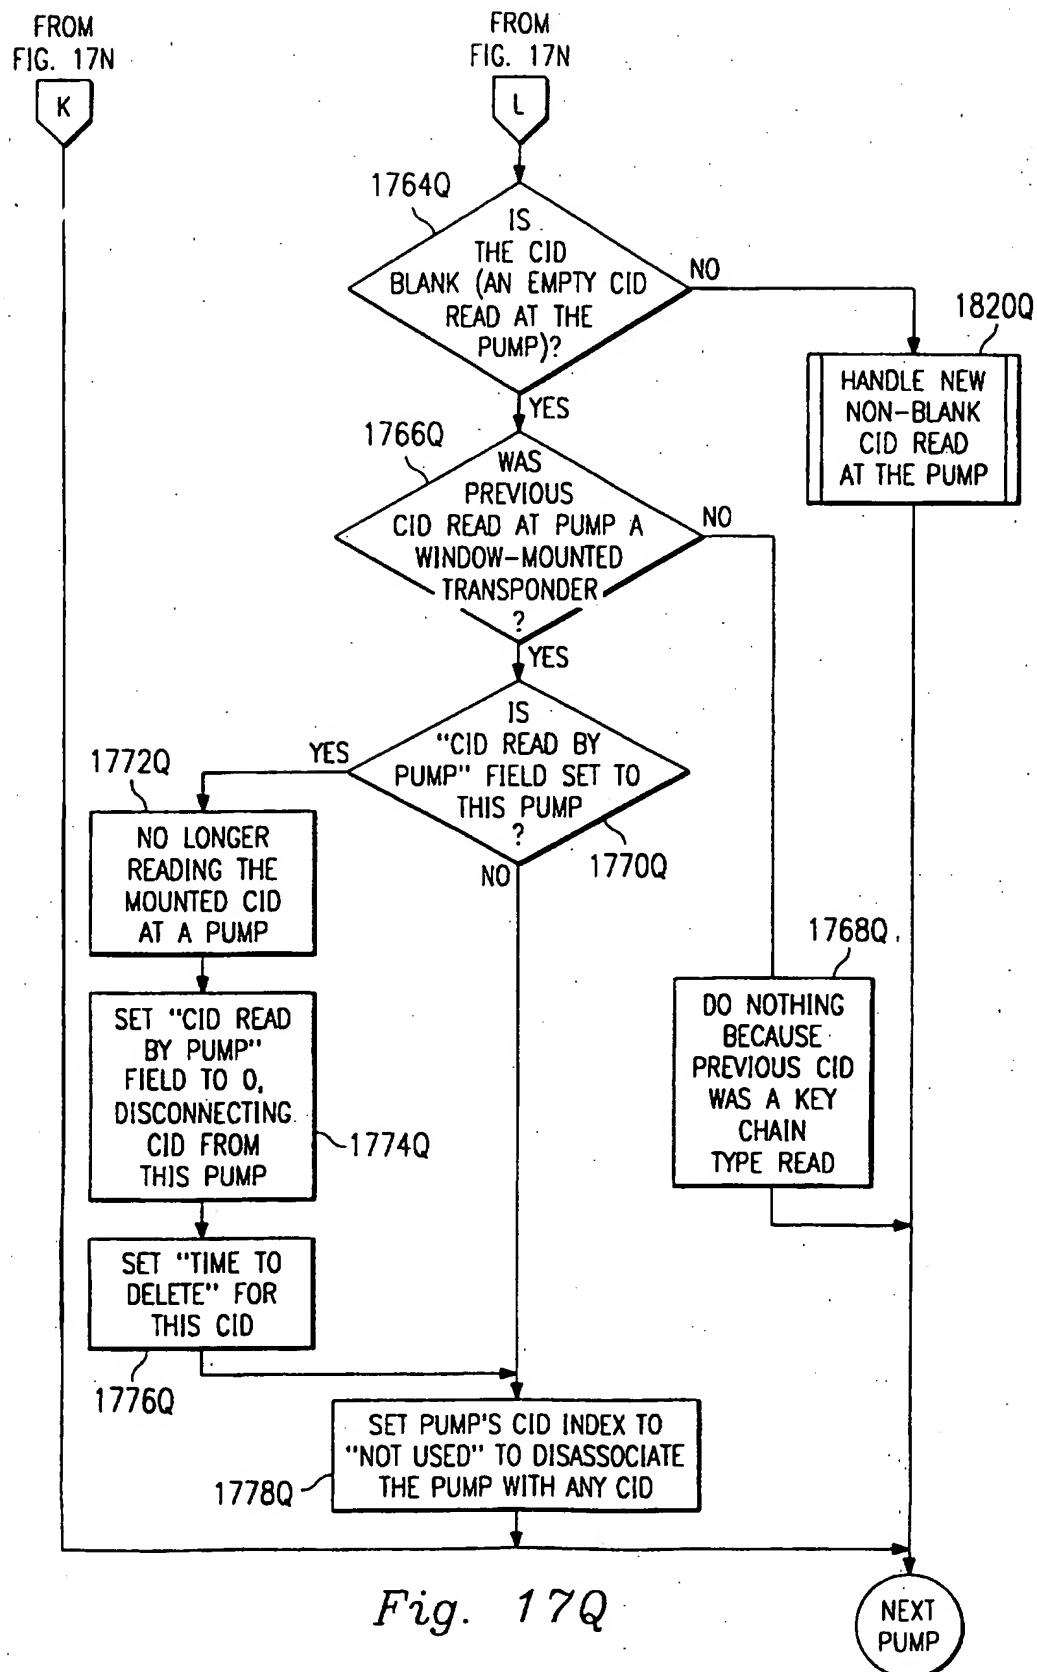 FROM
FIG. 17N
K
FROM
FIG. 17N
L
1764Q
IS
THE CID
BLANK (AN EMPTY CID
READ AT THE
PUMP)?
NO
YES
1820Q
HANDLE NEW
NON-BLANK
CID READ
AT THE PUMP
1766Q
WAS
PREVIOUS
CID READ AT PUMP A
WINDOW-MOUNTED
TRANSPONDER
?
NO
YES
IS
"CID READ BY
PUMP" FIELD SET TO
THIS PUMP
?
YES
NO
1770Q
1772Q
NO LONGER
READING THE
MOUNTED CID
AT A PUMP
1768Q
DO NOTHING
BECAUSE
PREVIOUS CID
WAS A KEY
CHAIN
TYPE READ
SET "CID READ
BY PUMP"
FIELD TO 0,
DISCONNECTING
CID FROM
THIS PUMP
1774Q
SET "TIME TO
DELETE" FOR
THIS CID
1776Q
SET PUMP'S CID INDEX TO
"NOT USED" TO DISASSOCIATE
THE PUMP WITH ANY CID
1778Q
NEXT
PUMP
Fig. 17Q